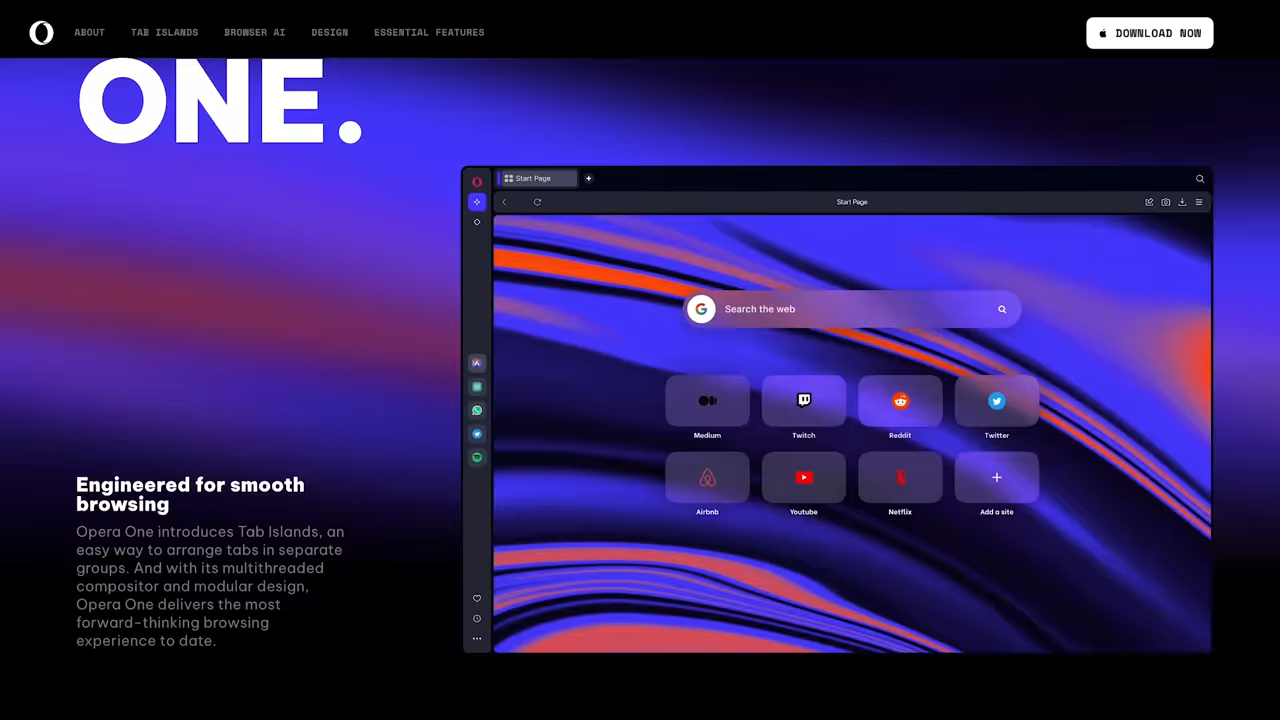 ABOUT
TAB ISLANDS
BROWSER AI
DESIGN
ESSENTIAL FEATURES
DOWNLOAD NOW
ONE.
Start Page
Start Page
Search the web
Medium
Twitch
Reddit
Twitter
Airbnb
Youtube
Netflix
Add a site
Engineered for smooth
browsing
Opera One introduces Tab Islands, an
easy way to arrange tabs in separate
groups. And with its multithreaded
compositor and modular design,
Opera One delivers the most
forward-thinking browsing
experience to date.